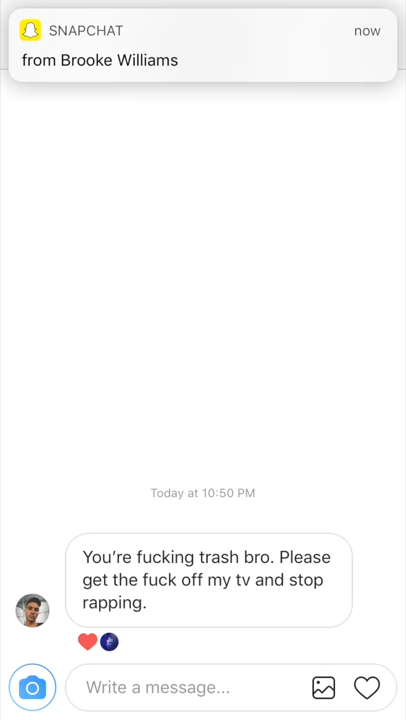 SNAPCHAT
now
from Brooke Williams
Today at 10:50 PM
You’re fucking trash bro. Please
get the fuck off my tv and stop
rapping.
Write a message...